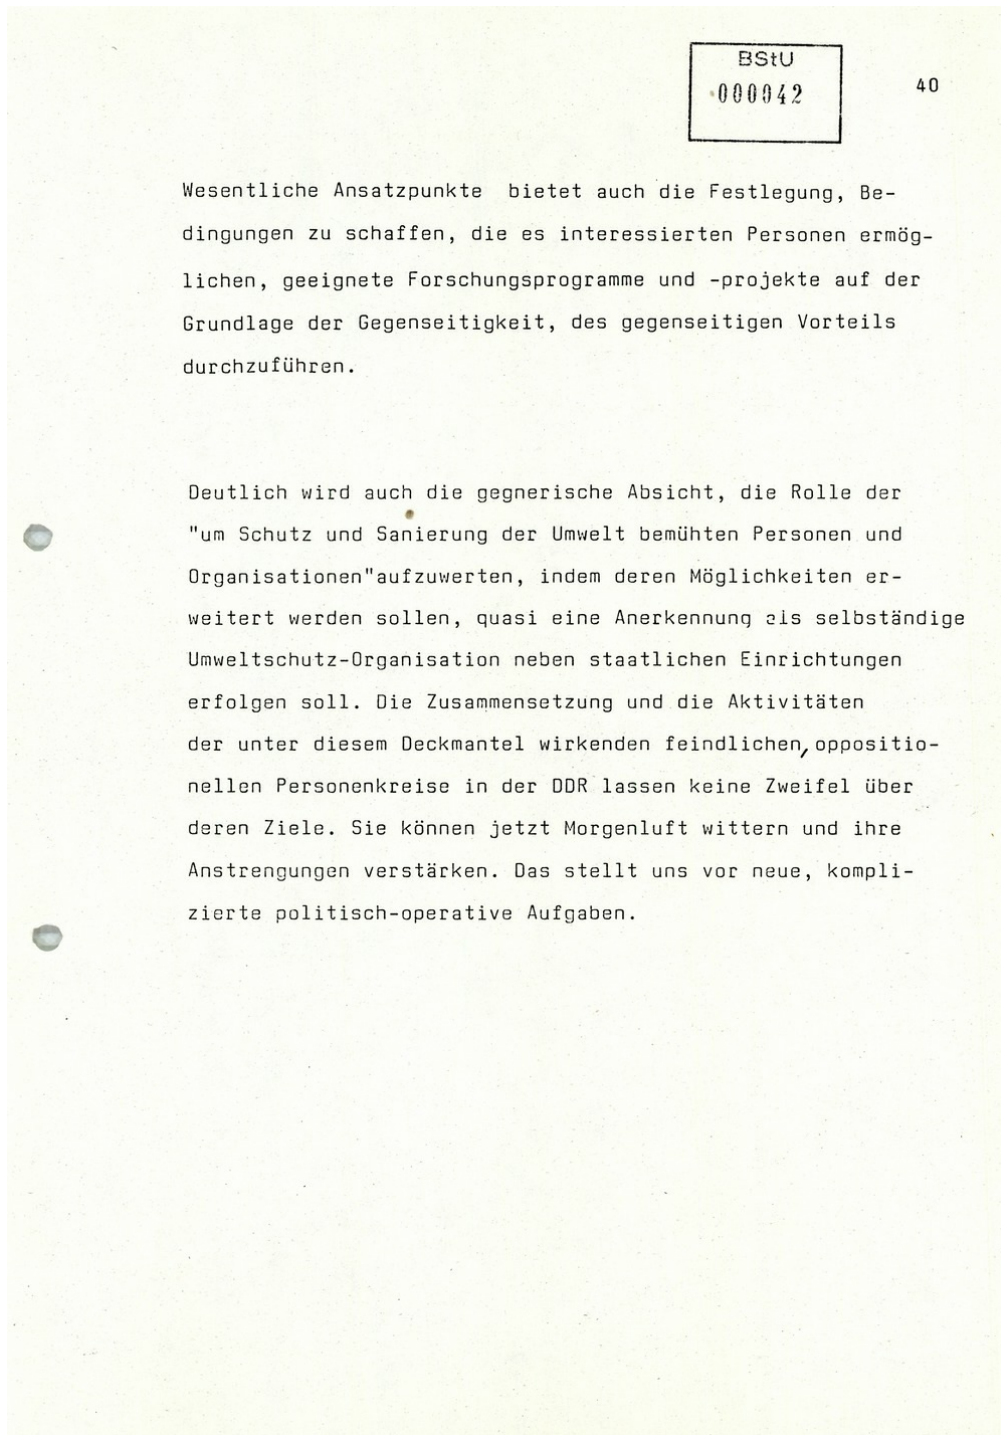 BStU
000042
40
Wesentliche Ansatzpunkte bietet auch die Festlegung, Be-
dingungen zu schaffen, die es interessierten Personen ermög-
lichen, geeignete Forschungsprogramme und -projekte auf der
Grundlage der Gegenseitigkeit, des gegenseitigen Vorteils
durchzuführen.
Deutlich wird auch die gegnerische Absicht, die Rolle der
"um Schutz und Sanierung der Umwelt bemühten Personen und
Organisationen"aufzuwerten, indem deren Möglichkeiten er-
weitert werden sollen, quasi eine Anerkennung als selbständige
Umweltschutz-Organisation neben staatlichen Einrichtungen
erfolgen soll. Die Zusammensetzung und die Aktivitäten
der unter diesem Deckmantel wirkenden feindlichen, oppositio-
nellen Personenkreise in der DDR lassen keine Zweifel über
deren Ziele. Sie können jetzt Morgenluft wittern und ihre
Anstrengungen verstärken. Das stellt uns vor neue, kompli-
zierte politisch-operative Aufgaben.